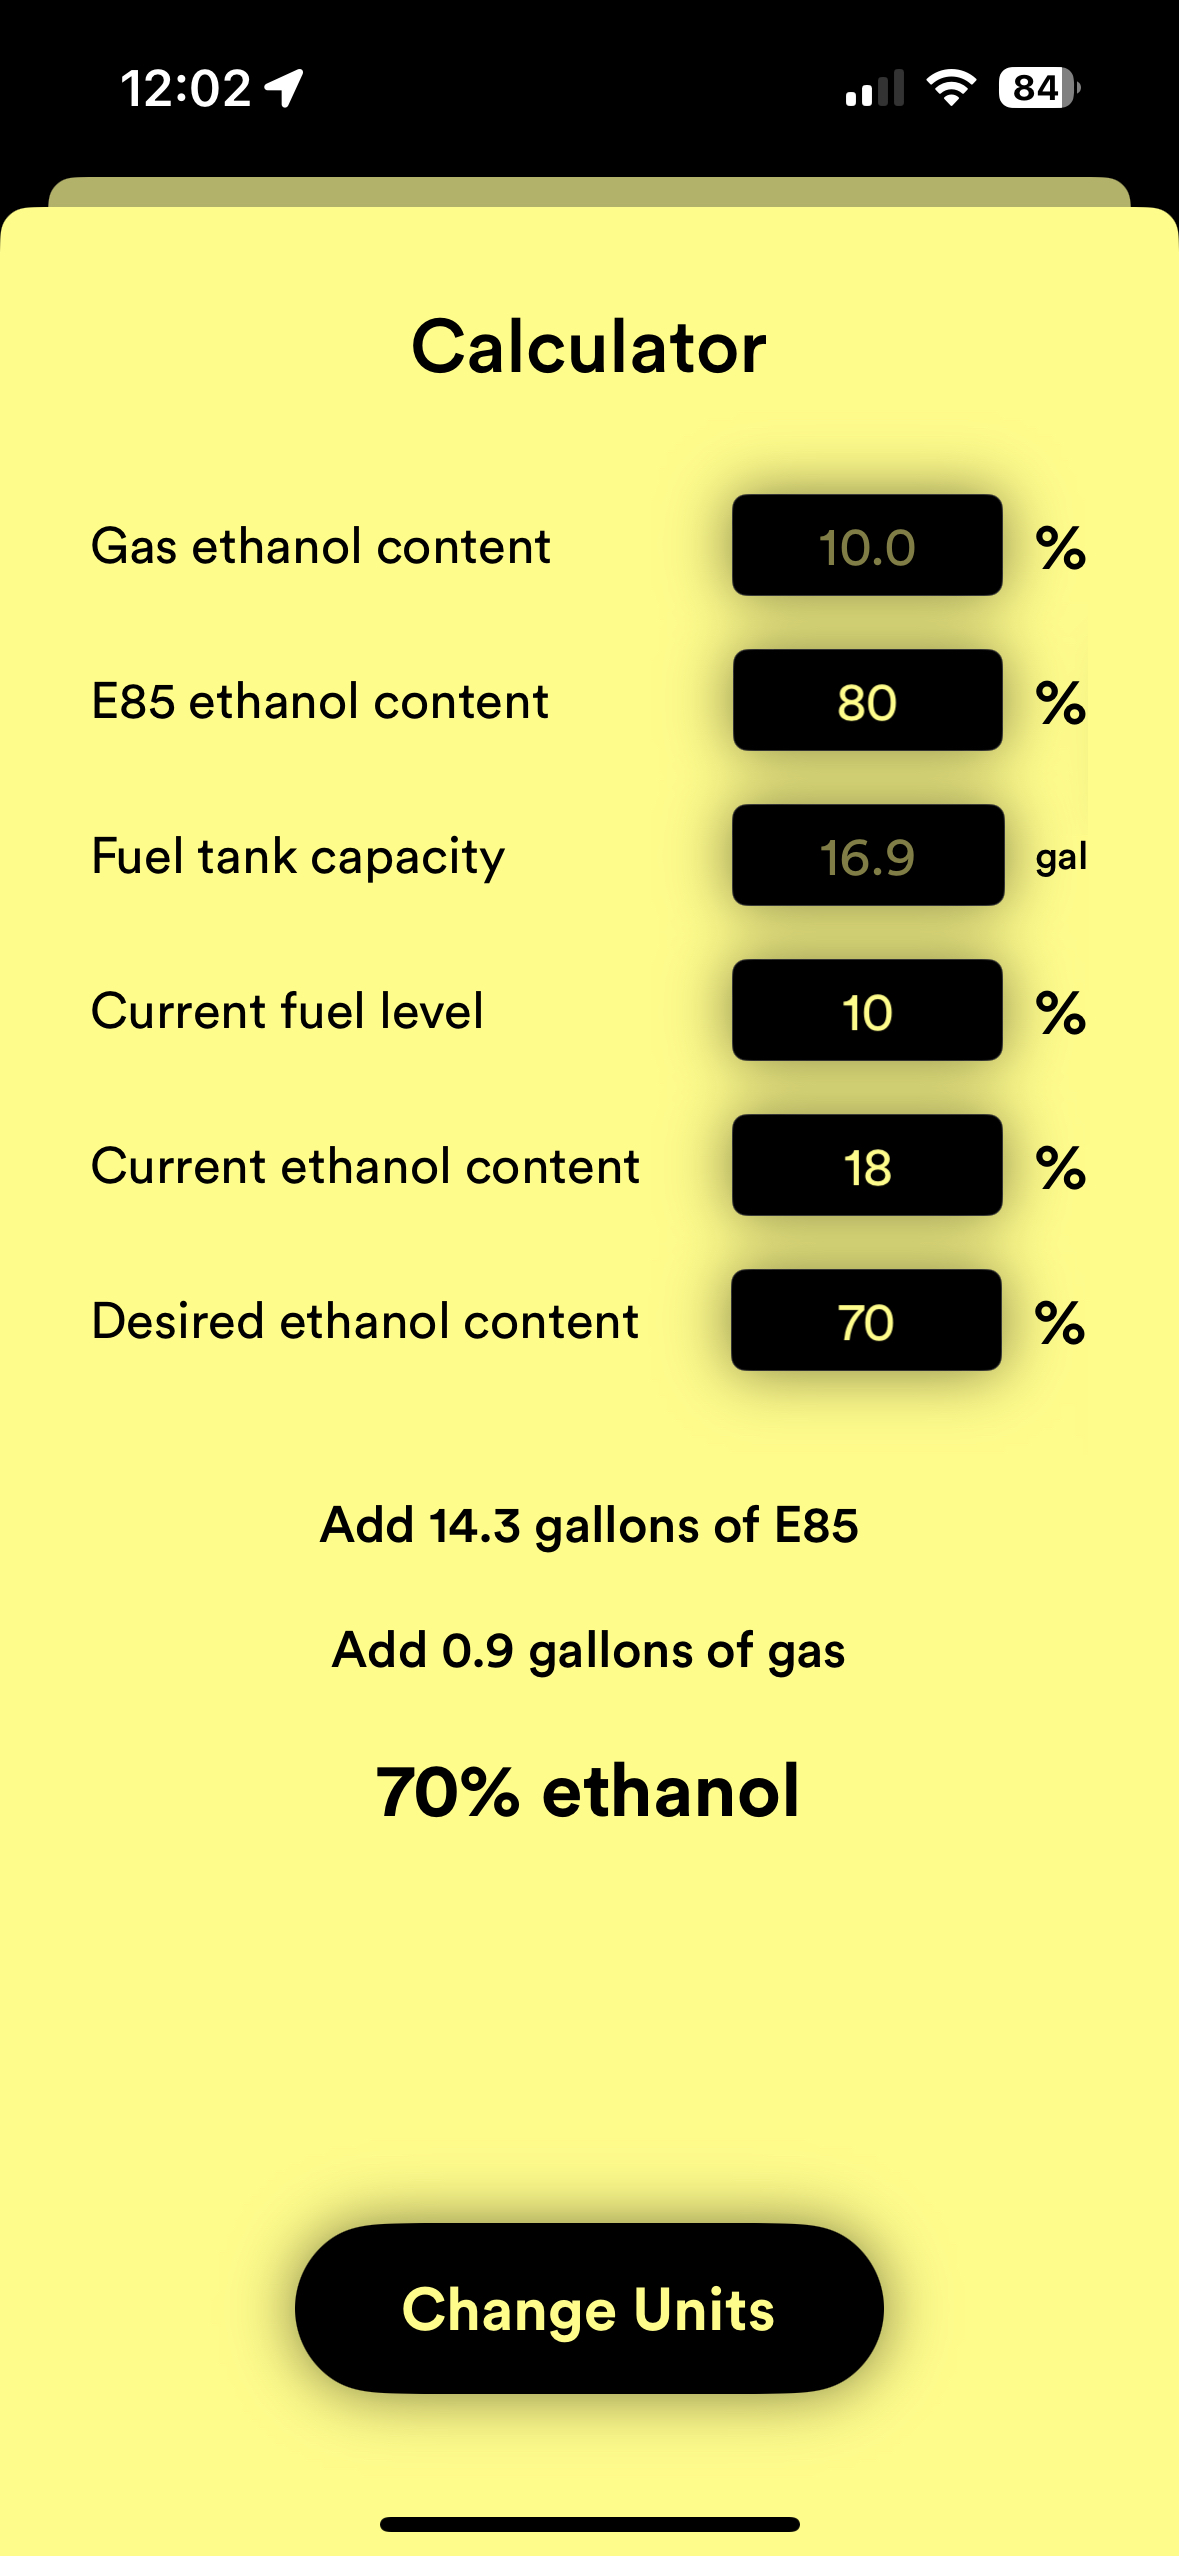 12:02
84
Calculator
Gas ethanol content 10.0 %
E85 ethanol content 80 %
Fuel tank capacity 16.9 gal
Current fuel level 10 %
Current ethanol content 18 %
Desired ethanol content 70 %
Add 14.3 gallons of E85
Add 0.9 gallons of gas
70% ethanol
Change Units